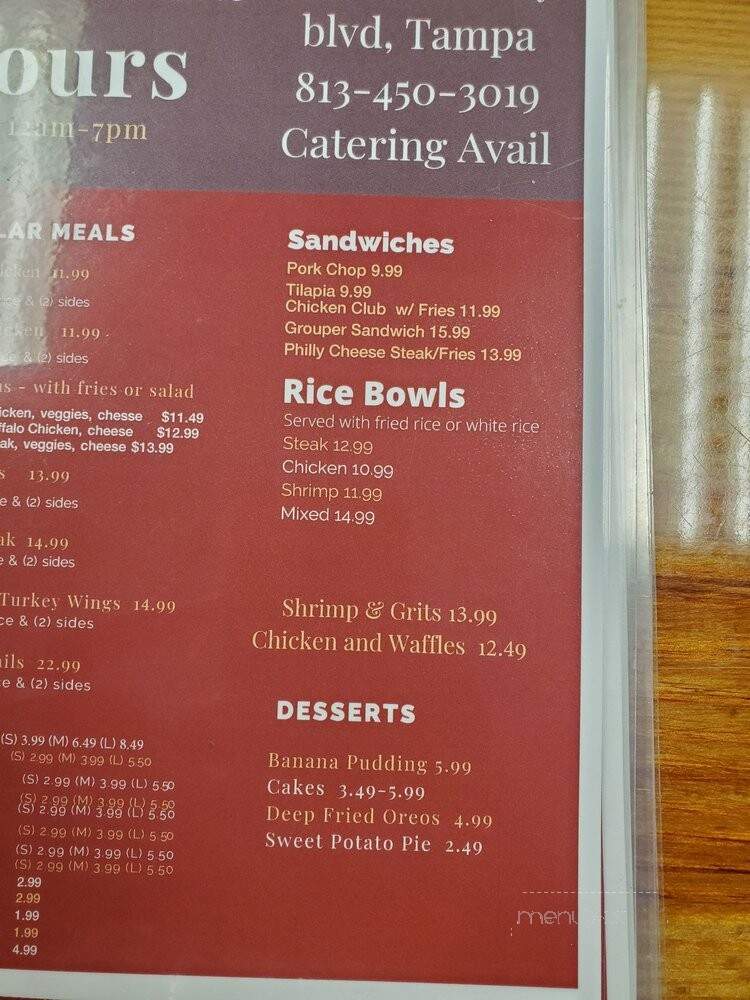 blvd, Tampa
813-450-3019
Catering Avail
ours
12am-7pm
LAR MEALS
11.99
& (2) sides
11.99
& (2) sides
- with fries or salad
icken, veggies, chesse $11.49
ffalo Chicken, cheese $12.99
ak, veggies, cheese $13.99
s 13.99
e & (2) sides
ak 14.99
e & (2) sides
Turkey Wings 14.99
ce & (2) sides
ils 22.99
e & (2) sides
(S) 3.99 (M) 6.49 (L) 8.49
(S) 2.99 (M) 3.99 (L) 5.50
(S) 2.99 (M) 3.99 (L) 5.50
(S) 2.99 (M) 3.99 (L) 5.50
(S) 2.99 (M) 3.99 (L) 5.50
(S) 2.99 (M) 3.99 (L) 5.50
(S) 2.99 (M) 3.99 (L) 5.50
(S) 2.99 (M) 3.99 (L) 5.50
2.99
2.99
1.99
1.99
4.99
Sandwiches
Pork Chop 9.99
Tilapia 9.99
Chicken Club w/ Fries 11.99
Grouper Sandwich 15.99
Philly Cheese Steak/Fries 13.99
Rice Bowls
Served with fried rice or white rice
Steak 12.99
Chicken 10.99
Shrimp 11.99
Mixed 14.99
Shrimp & Grits 13.99
Chicken and Waffles 12.49
DESSERTS
Banana Pudding 5.99
Cakes 3.49-5.99
Deep Fried Oreos 4.99
Sweet Potato Pie 2.49